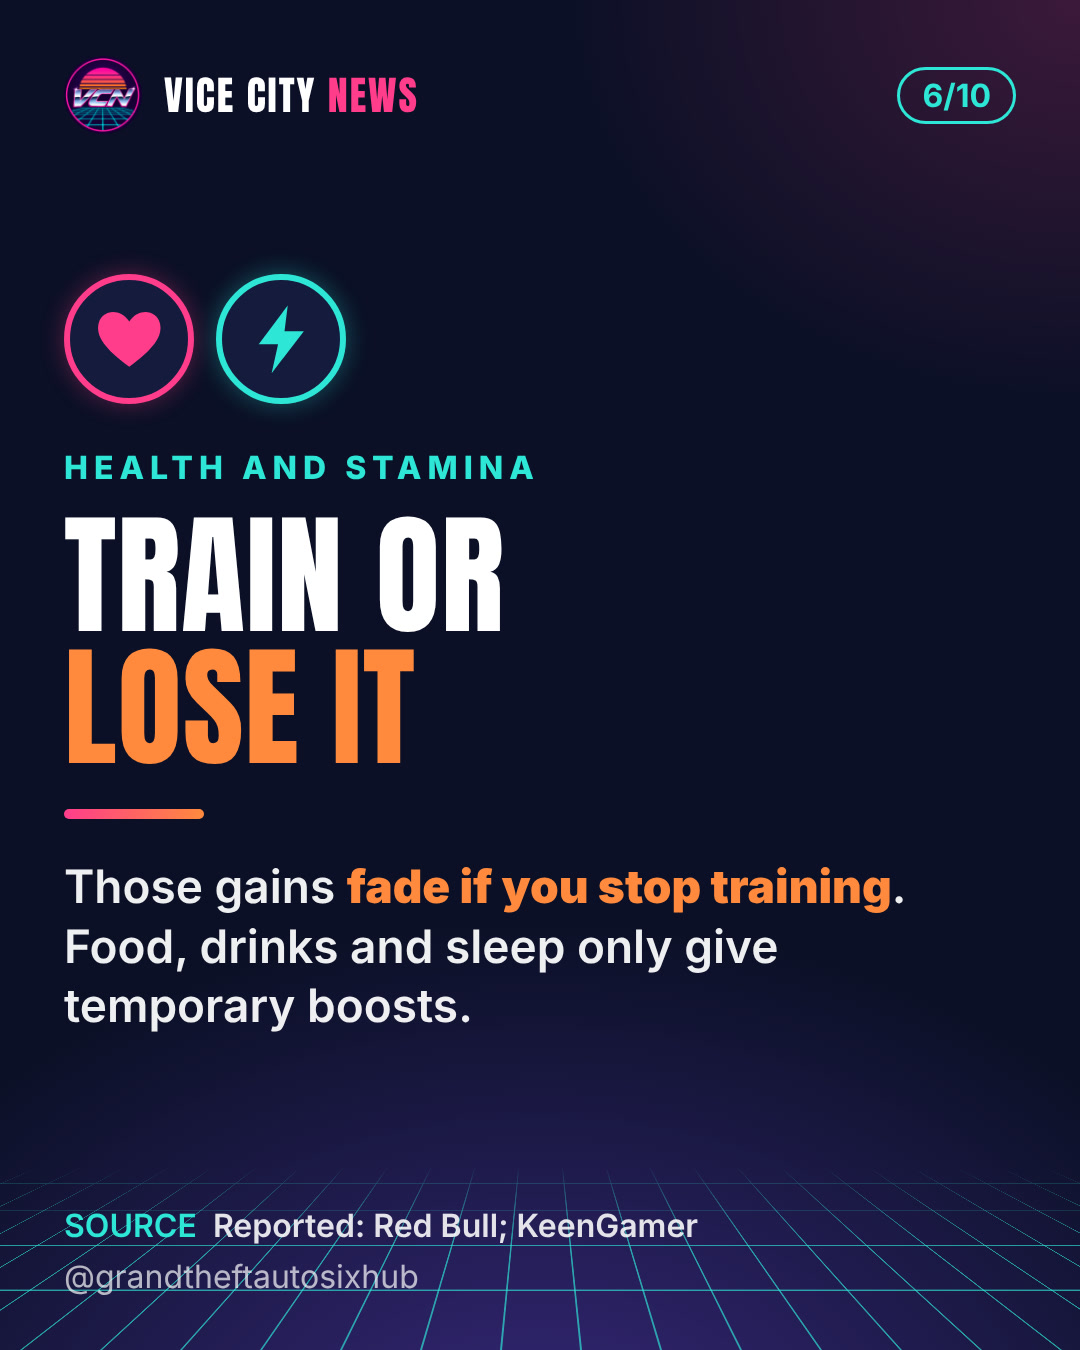 VCN
VICE CITY NEWS
6/10
HEALTH AND STAMINA
TRAIN OR
LOSE IT
Those gains fade if you stop training.
Food, drinks and sleep only give
temporary boosts.
SOURCE Reported: Red Bull; KeenGamer
@grandtheftautosixhub